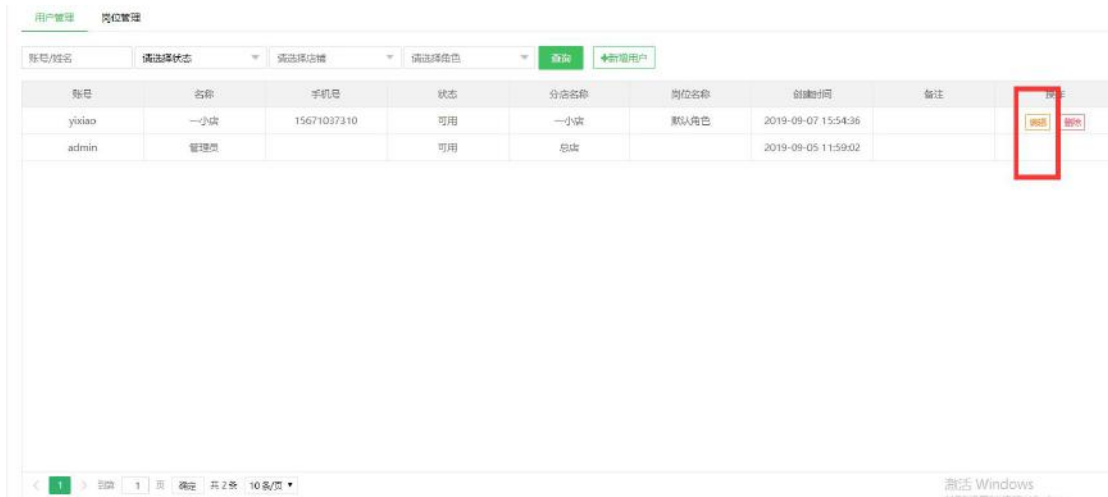 用户管理 岗位管理
账号/姓名 请选择状态 请选择店铺 请选择角色 查询 +新增用户
账号 名称 手机号 状态 分店名称 岗位名称 创建时间 备注 操作
yixiao 一小店 15671037310 可用 一小店 默认角色 2019-09-07 15:54:36 编辑 删除
admin 管理员 可用 总店 2019-09-05 11:59:02
1 到第 1 页 确定 共 2 条 10 条/页
激活 Windows